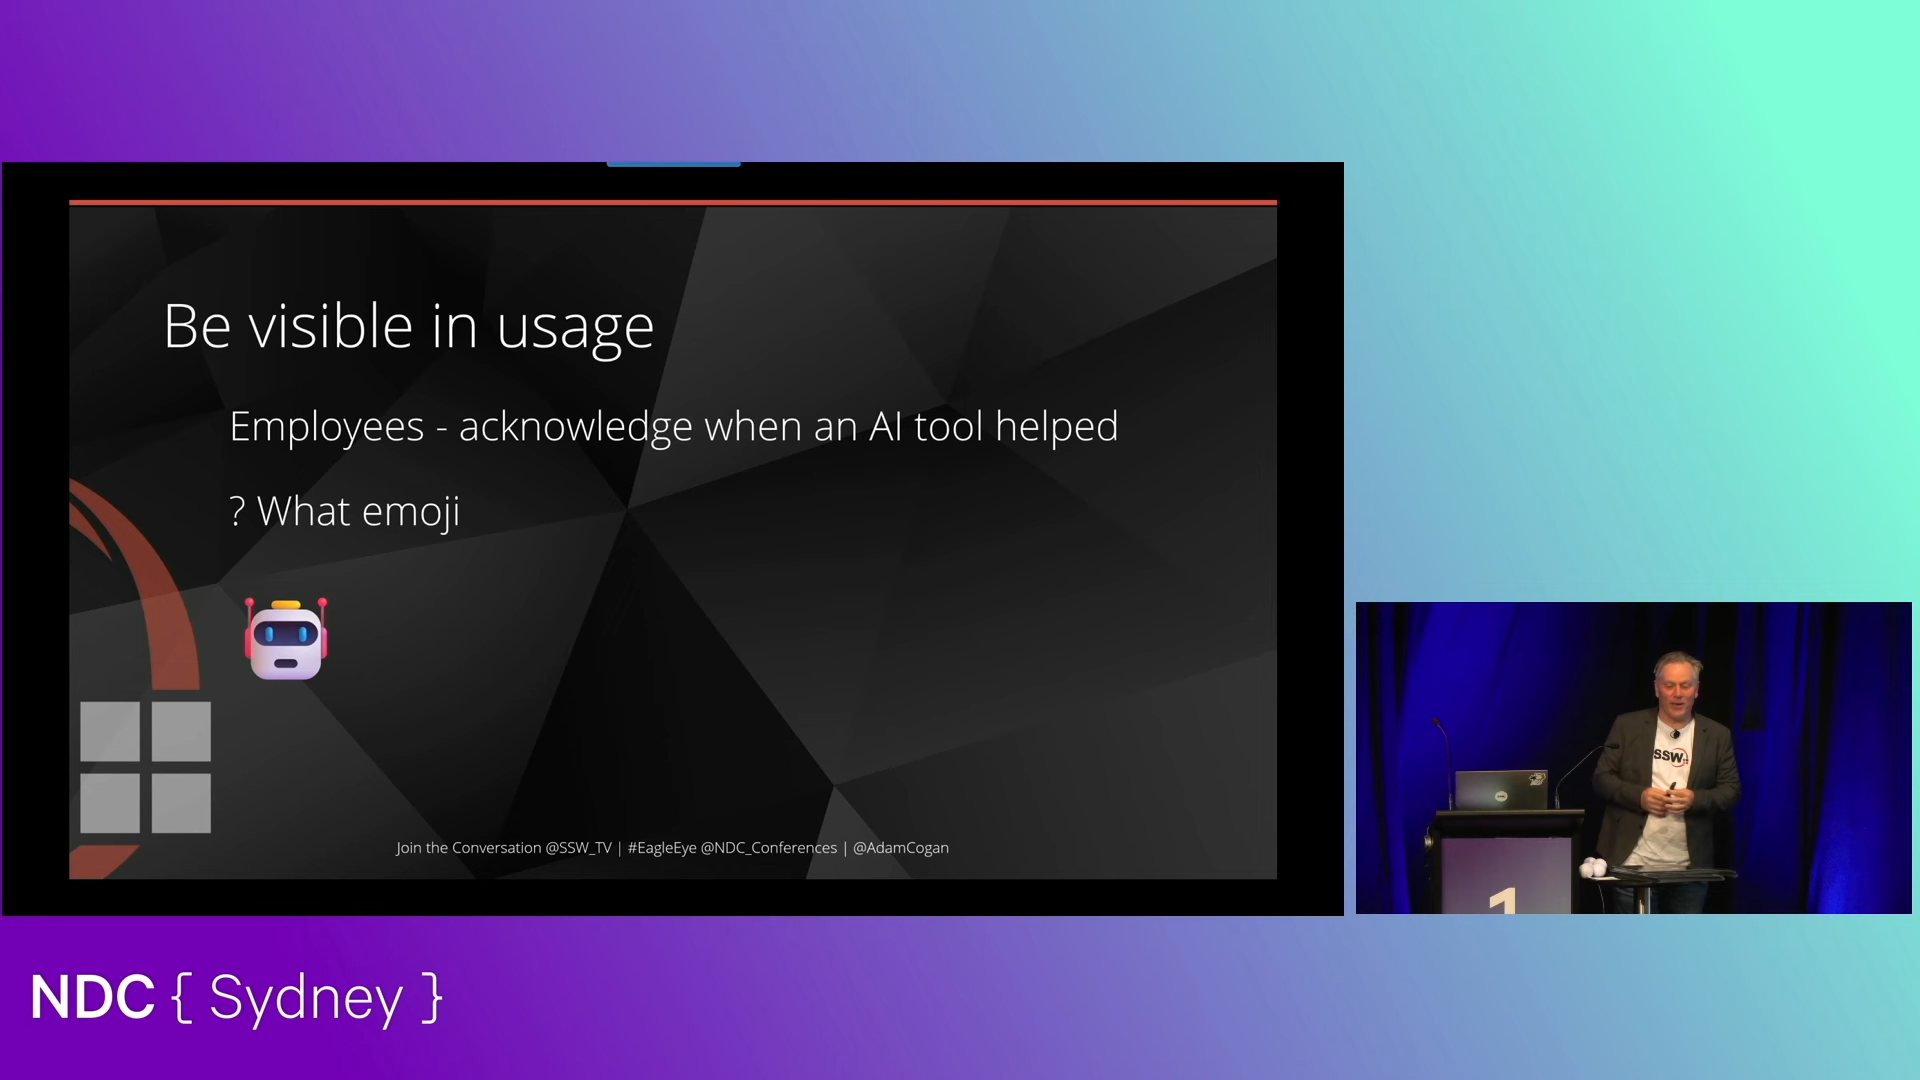 Be visible in usage
Employees - acknowledge when an AI tool helped
? What emoji
Join the Conversation @SSW_TV | #EagleEye @NDC_Conferences | @AdamCogan
SSW
1
NDC { Sydney }